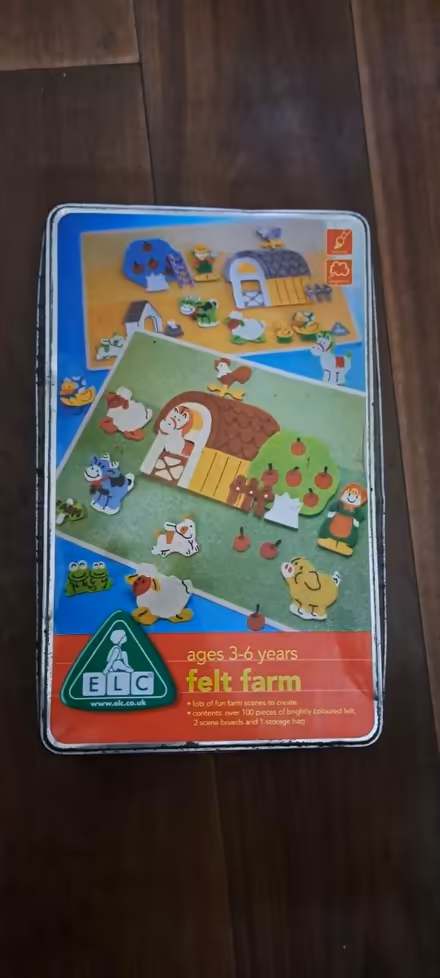 ages 3-6 years
felt farm
• lots of fun farm scenes to create
• contents: over 100 pieces of brightly coloured felt,
2 scene boards and 1 storage bag
ELC
www.elc.co.uk